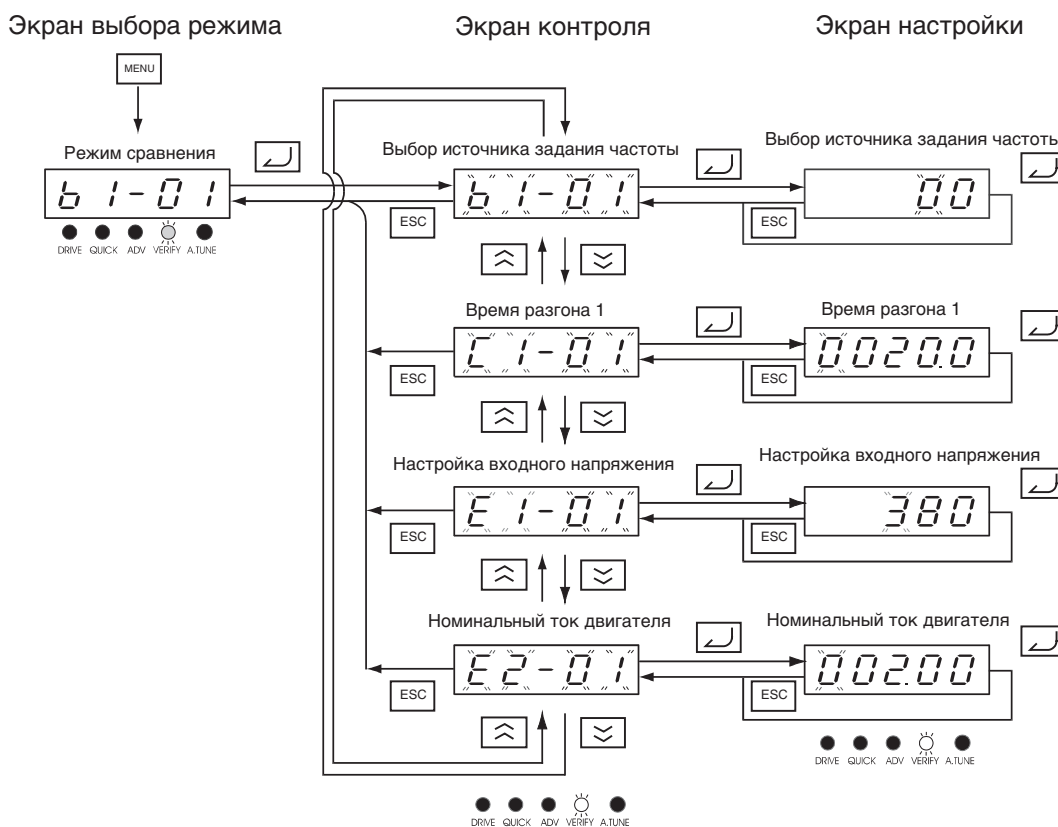 Экран выбора режима
Экран контроля
Экран настройки
MENU
Режим сравнения
b1-01
DRIVE QUICK ADV VERIFY A.TUNE
Выбор источника задания частоты
b1-01
ESC
Выбор источника задания частоты
00
ESC
Время разгона 1
C1-01
ESC
Время разгона 1
0020.0
ESC
Настройка входного напряжения
E1-01
ESC
Настройка входного напряжения
380
ESC
Номинальный ток двигателя
E2-01
ESC
Номинальный ток двигателя
002.00
ESC
DRIVE QUICK ADV VERIFY A.TUNE
DRIVE QUICK ADV VERIFY A.TUNE